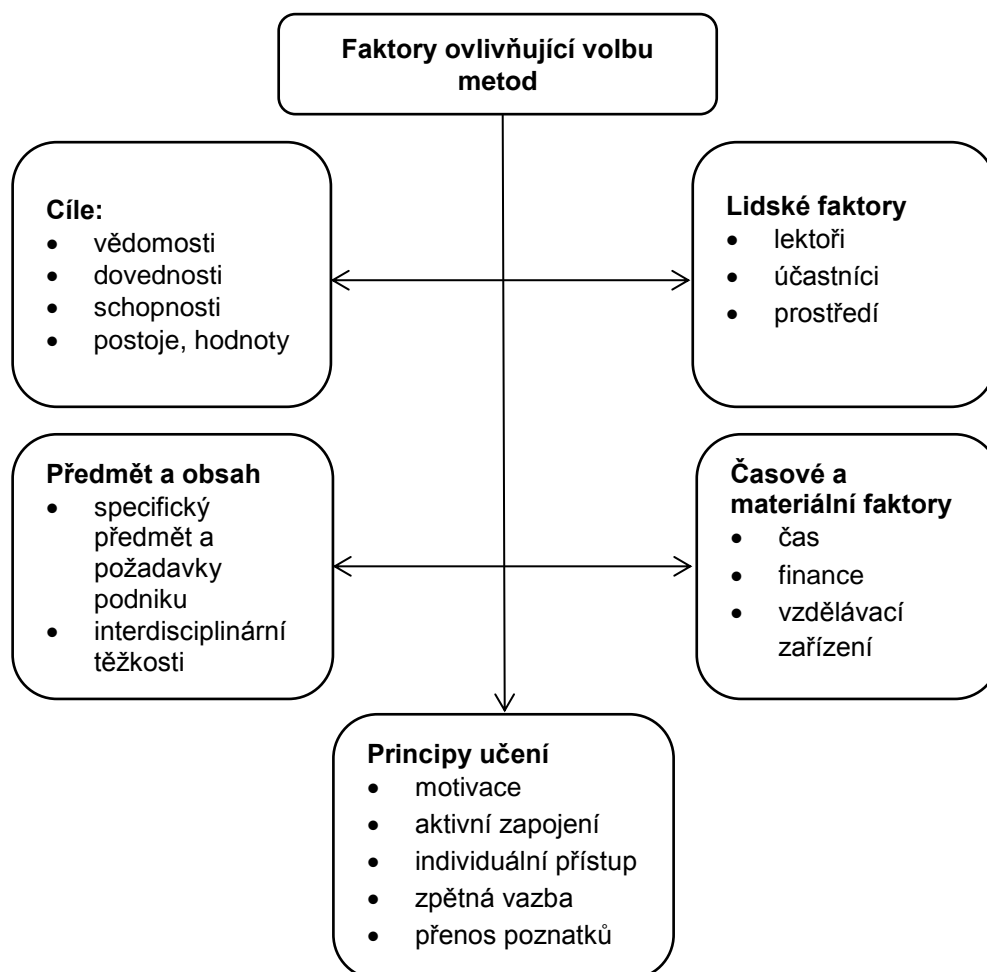 Faktory ovlivňující volbu
metod
Cíle:
• vědomosti
• dovednosti
• schopnosti
• postoje, hodnoty
Lidské faktory
• lektoři
• účastníci
• prostředí
Předmět a obsah
• specifický
předmět a
požadavky
podniku
• interdisciplinární
těžkosti
Časové a
materiální faktory
• čas
• finance
• vzdělávací
zařízení
Principy učení
• motivace
• aktivní zapojení
• individuální přístup
• zpětná vazba
• přenos poznatků